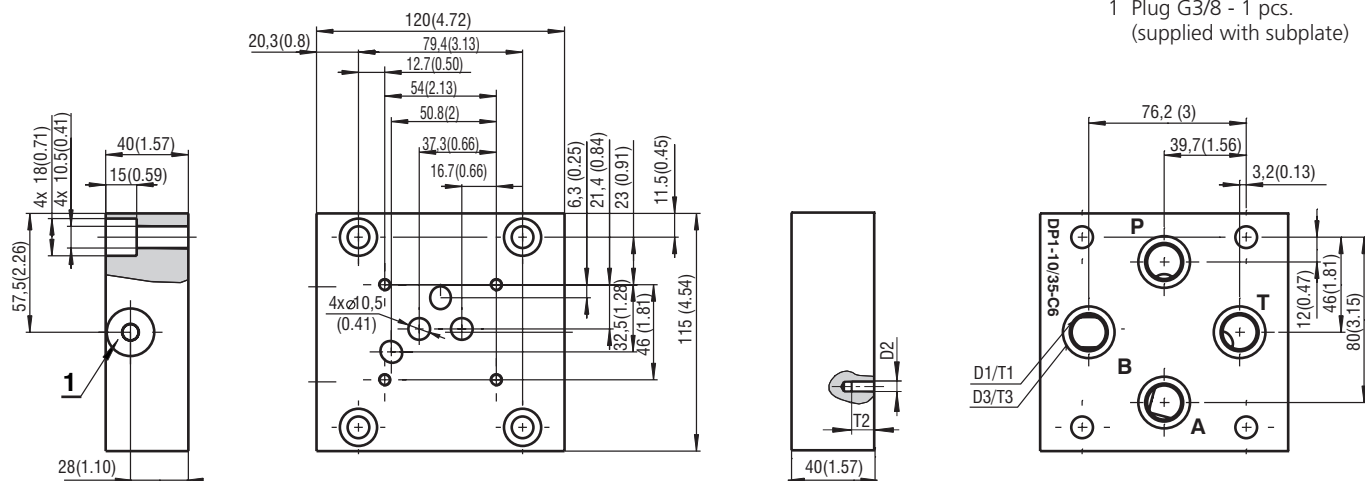 1 Plug G3/8 - 1 pcs.
(supplied with subplate)
4x 18(0.71)
4x 10.5(0.41)
40(1.57)
15(0.59)
57,5(2.26)
1
28(1.10)
120(4.72)
20,3(0.8)
79,4(3.13)
12.7(0.50)
54(2.13)
50.8(2)
37,3(0.66)
16.7(0.66)
6,3 (0.25)
21,4 (0.84)
23 (0.91)
11.5(0.45)
4xø10,5
(0.41)
32,5(1.28)
46 (1.81)
115 (4.54)
D2
T2
40(1.57)
76,2 (3)
39,7(1.56)
3,2(0.13)
DP1-10/35-C6
P
T
B
A
D1/T1
D3/T3
12(0.47)
46(1.81)
80(3.15)